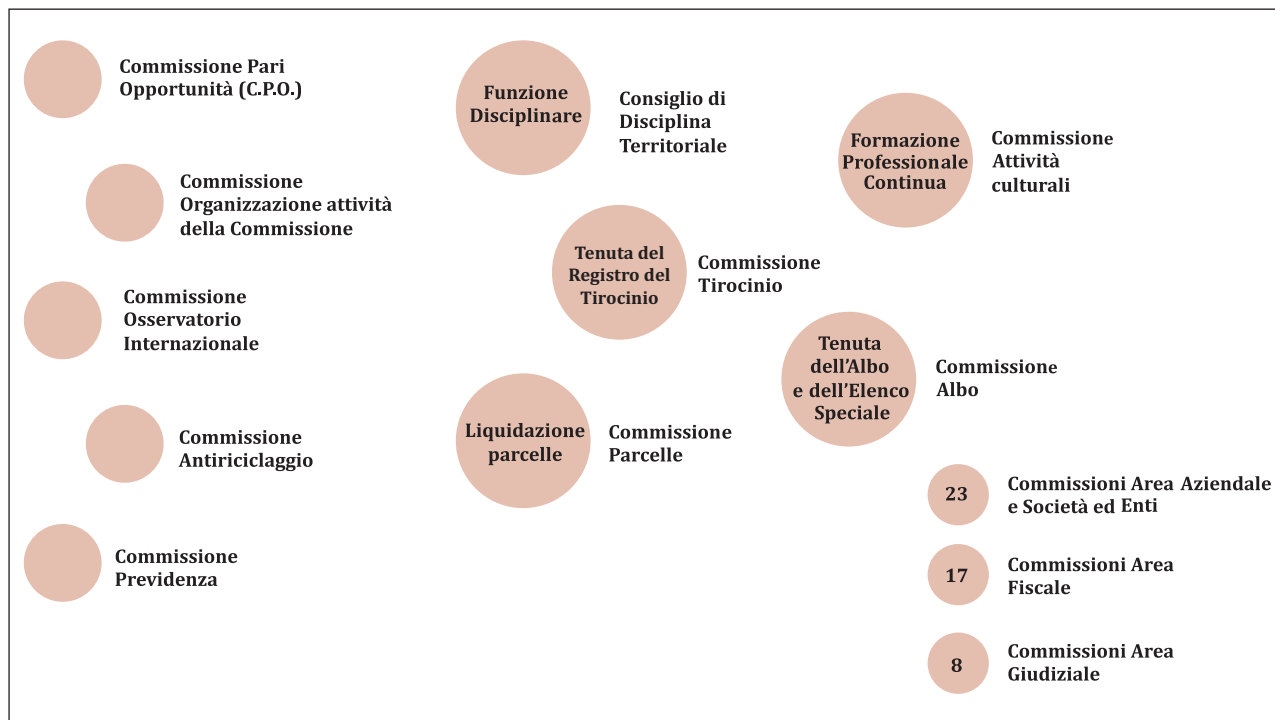 Commissione Pari
Opportunità (C.P.O.)
Commissione
Organizzazione attività
della Commissione
Commissione
Osservatorio
Internazionale
Commissione
Antiriciclaggio
Commissione
Previdenza
Funzione
Disciplinare
Consiglio di
Disciplina
Territoriale
Tenuta del
Registro del
Tirocinio
Commissione
Tirocinio
Liquidazione
parcelle
Commissione
Parcelle
Formazione
Professionale
Continua
Commissione
Attività
culturali
Tenuta
dell'Albo
e dell'Elenco
Speciale
Commissione
Albo
23
Commissioni Area Aziendale
e Società ed Enti
17
Commissioni Area
Fiscale
8
Commissioni Area
Giudiziale